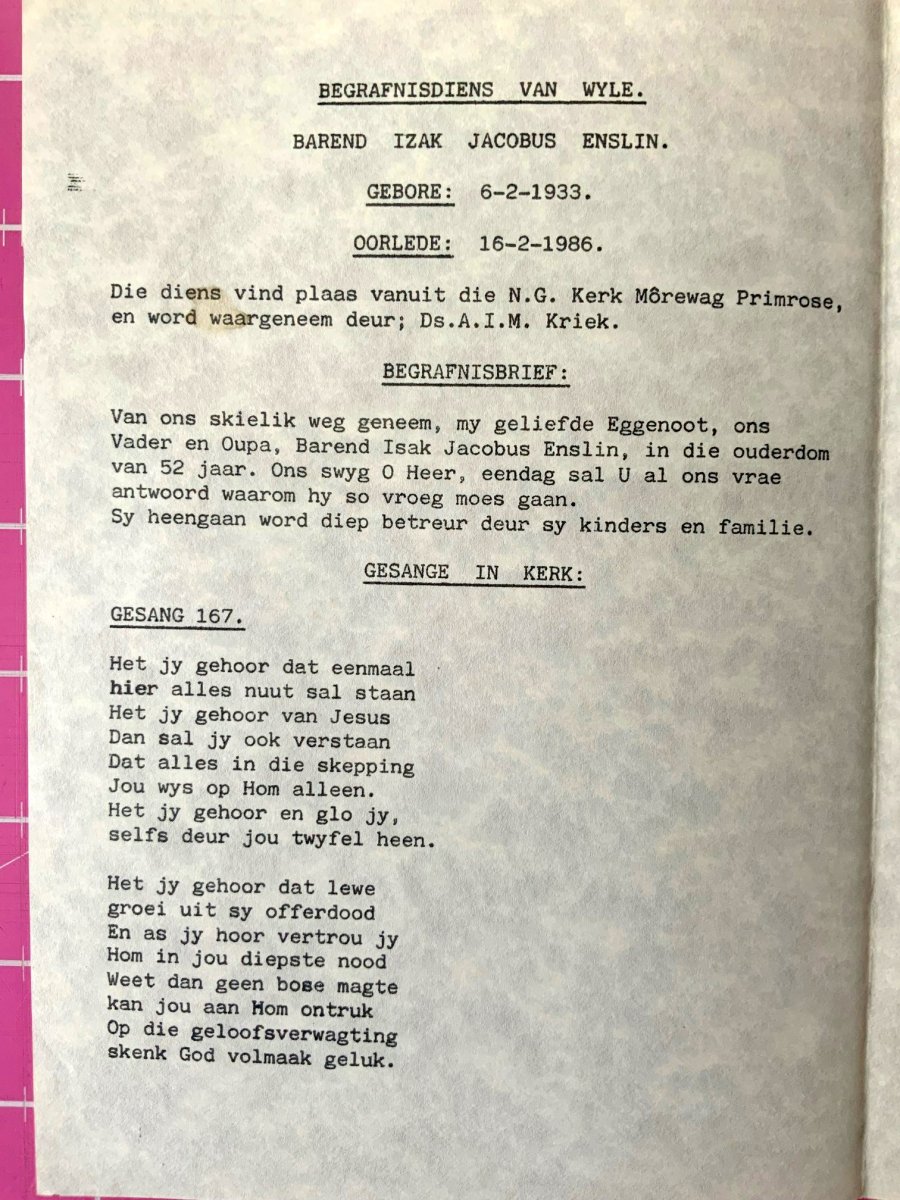 BEGRAFNISDIENS VAN WYLE.
BAREND IZAK JACOBUS ENSLIN.
GEBORE: 6-2-1933.
OORLEDE: 16-2-1986.
Die diens vind plaas vanuit die N.G. Kerk Môrewag Primrose,
en word waargeneem deur; Ds.A.I.M. Kriek.
BEGRAFNISBRIEF:
Van ons skielik weg geneem, my geliefde Eggenoot, ons
Vader en Oupa, Barend Isak Jacobus Enslin, in die ouderdom
van 52 jaar. Ons swyg O Heer, eendag sal U al ons vrae
antwoord waarom hy so vroeg moes gaan.
Sy heengaan word diep betreur deur sy kinders en familie.
GESANGE IN KERK:
GESANG 167.
Het jy gehoor dat eenmaal
hier alles nuut sal staan
Het jy gehoor van Jesus
Dan sal jy ook verstaan
Dat alles in die skepping
Jou wys op Hom alleen.
Het jy gehoor en glo jy,
selfs deur jou twyfel heen.
Het jy gehoor dat lewe
groei uit sy offerdood
En as jy hoor vertrou jy
Hom in jou diepste nood
Weet dan geen bose magte
kan jou aan Hom ontruk
Op die geloofsverwagting
skenk God volmaak geluk.